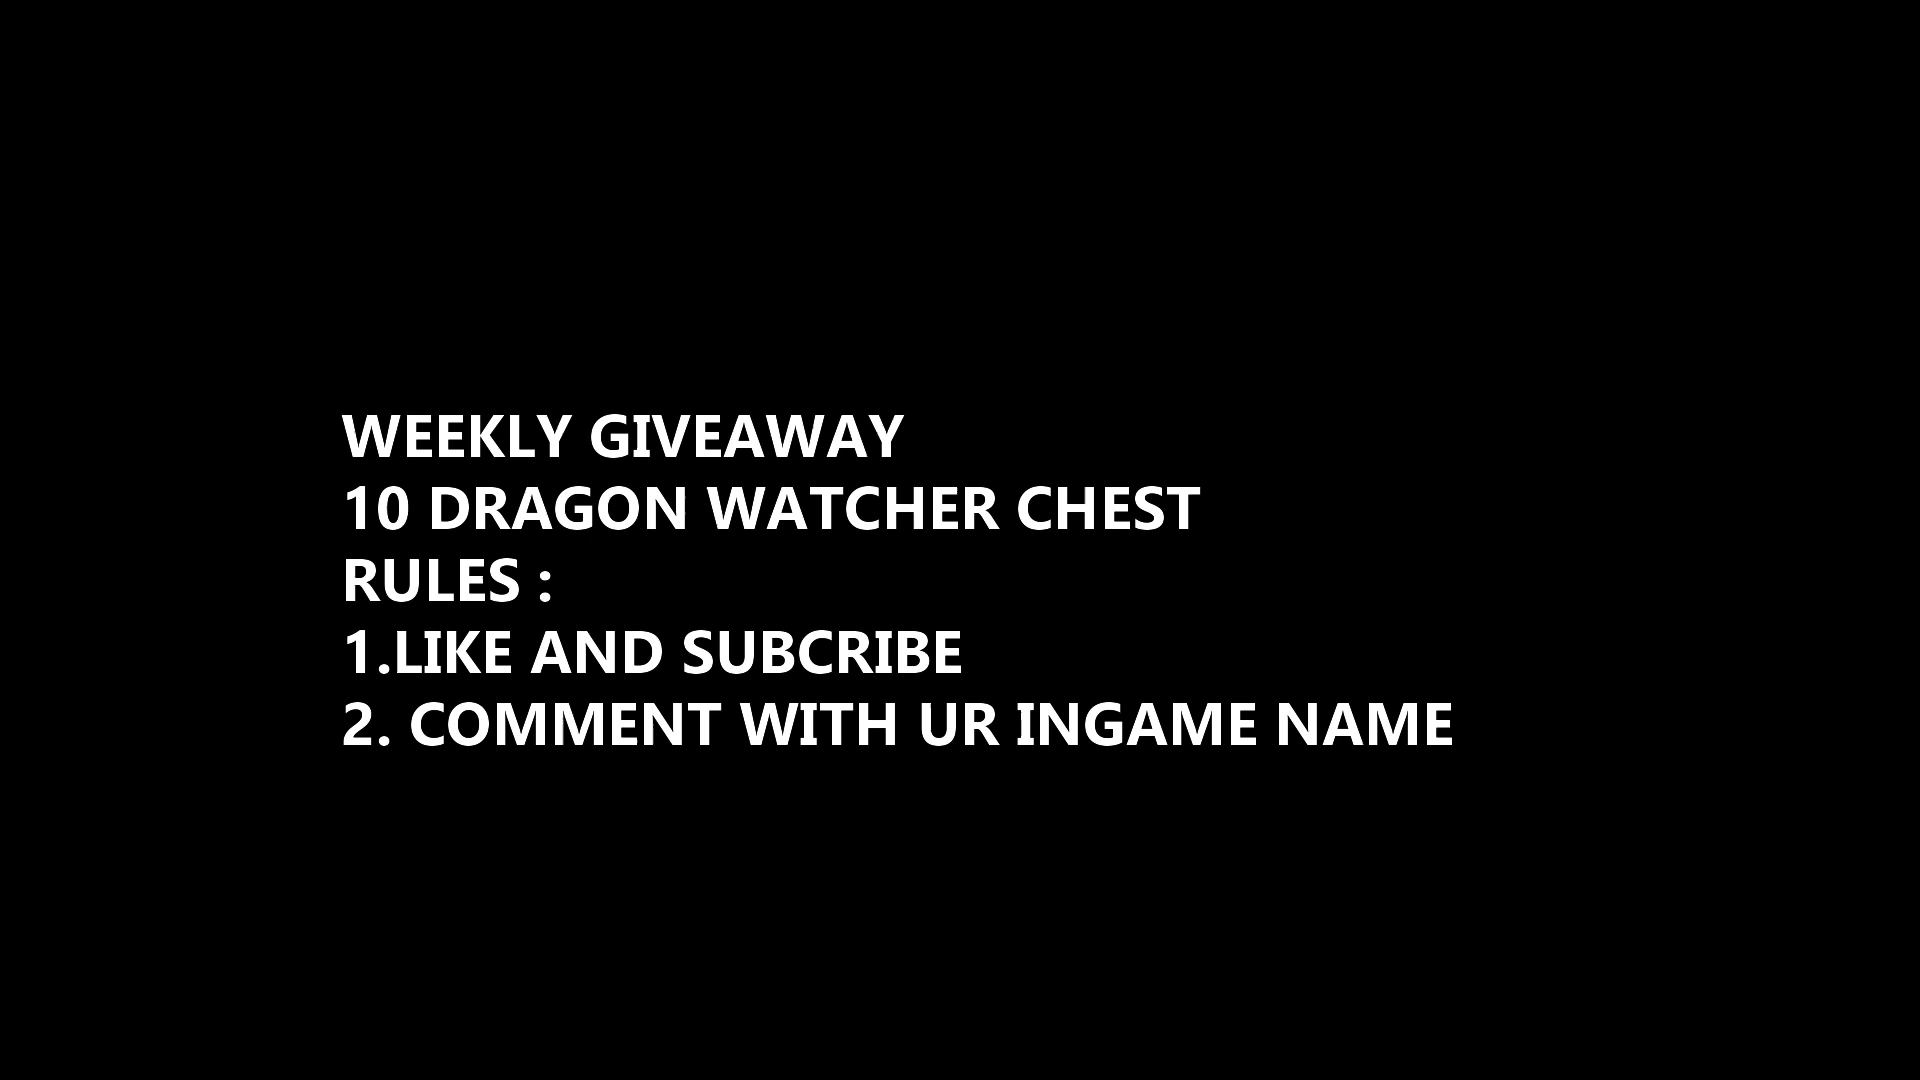 WEEKLY GIVEAWAY
10 DRAGON WATCHER CHEST
RULES :
1.LIKE AND SUBCRIBE
2. COMMENT WITH UR INGAME NAME